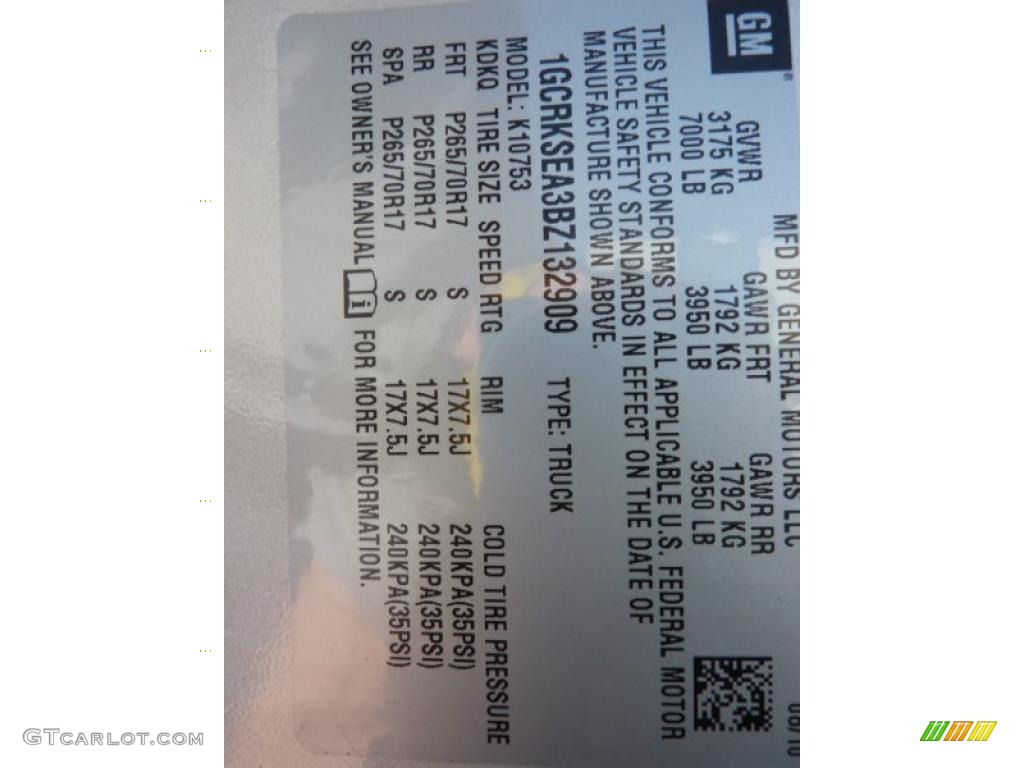 GM
®
MFD BY GENERAL MOTORS LLC 08/10
GVWR GAWR FRT GAWR RR
3175 KG 1792 KG 1792 KG
7000 LB 3950 LB 3950 LB
THIS VEHICLE CONFORMS TO ALL APPLICABLE U.S. FEDERAL MOTOR
VEHICLE SAFETY STANDARDS IN EFFECT ON THE DATE OF
MANUFACTURE SHOWN ABOVE.
1GCRKSEA3BZ132909 TYPE: TRUCK
MODEL: K10753
KDKQ TIRE SIZE SPEED RTG RIM COLD TIRE PRESSURE
FRT P265/70R17 S 17X7.5J 240KPA(35PSI)
RR P265/70R17 S 17X7.5J 240KPA(35PSI)
SPA P265/70R17 S 17X7.5J 240KPA(35PSI)
SEE OWNER'S MANUAL i FOR MORE INFORMATION.
GTcarlot.com